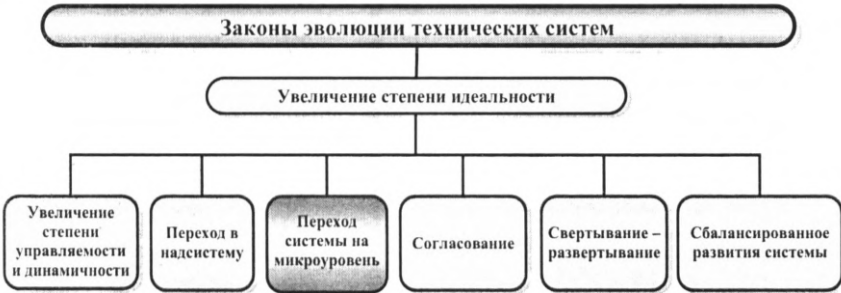 Законы эволюции технических систем
Увеличение степени идеальности
Увеличение
степени
управляемости
и динамичности
Переход в
надсистему
Переход
системы на
микроуровень
Согласование
Свертывание –
развертывание
Сбалансированное
развития системы